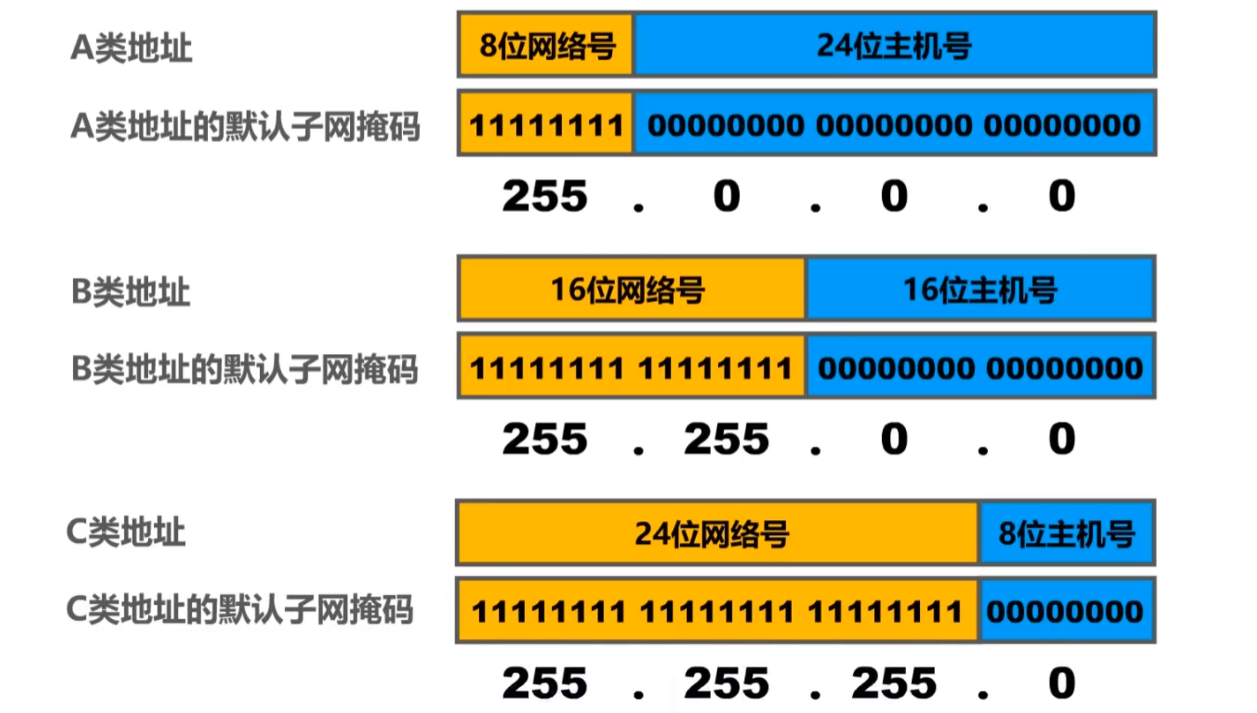 A类地址
8位网络号 24位主机号
A类地址的默认子网掩码
11111111 00000000 00000000 00000000
255 . 0 . 0 . 0
B类地址
16位网络号 16位主机号
B类地址的默认子网掩码
11111111 11111111 00000000 00000000
255 . 255 . 0 . 0
C类地址
24位网络号 8位主机号
C类地址的默认子网掩码
11111111 11111111 11111111 00000000
255 . 255 . 255 . 0